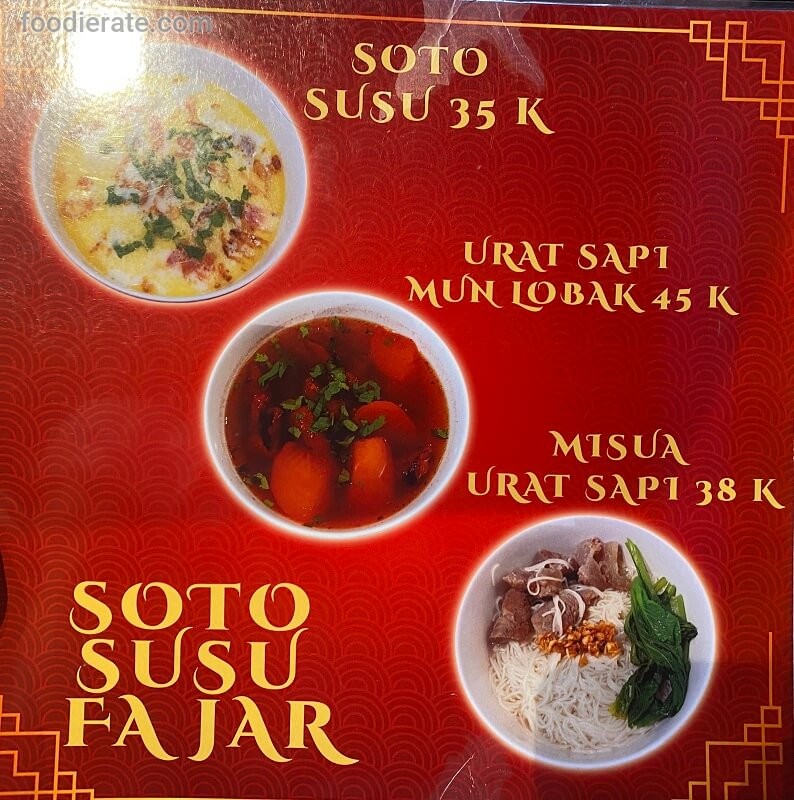 foodierate.com
SOTO
SUSU 35 K
URAT SAPI
MUN LOBAK 45 K
MISUA
URAT SAPI 38 K
SOTO
SUSU
FAJAR